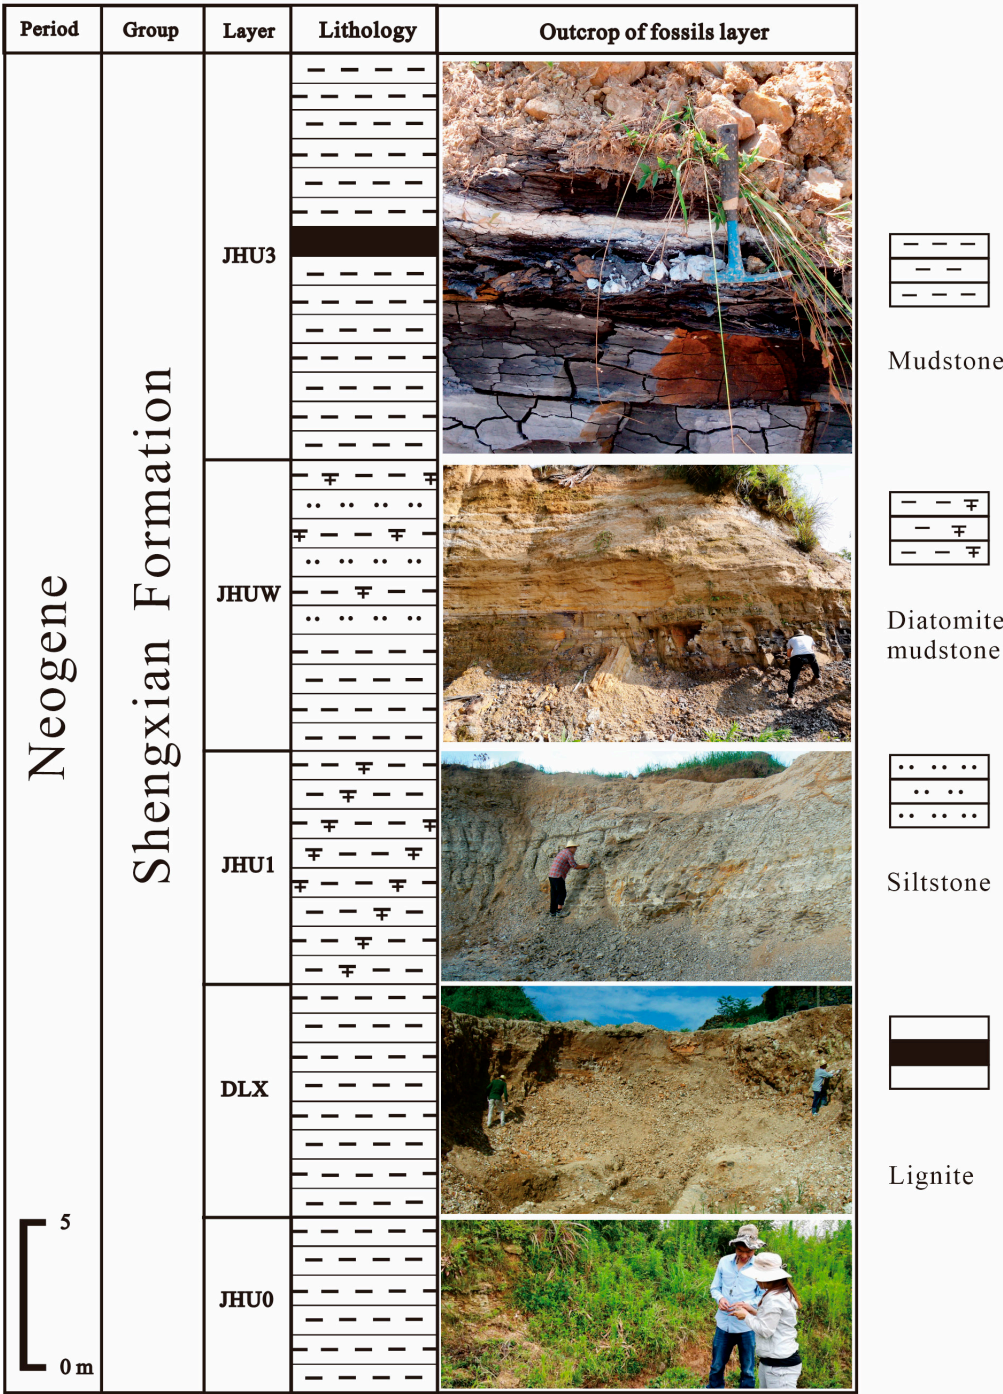 Period Group Layer Lithology Outcrop of fossils layer
Neogene
Shengxian Formation
JHU3
JHUW
JHU1
DLX
JHU0
5
0 m
Mudstone
Diatomite
mudstone
Siltstone
Lignite